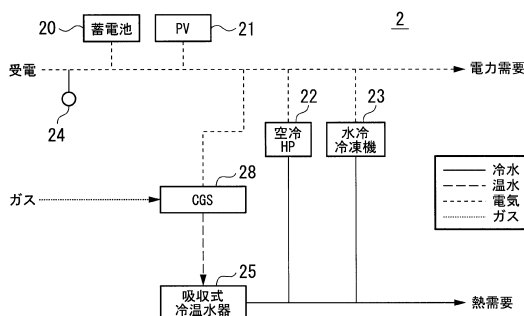 20
蓄電池
PV
21
2
受電
電力需要
24
22
空冷
HP
23
水冷
冷凍機
冷水
温水
電気
ガス
ガス
28
CGS
25
吸収式
冷温水器
熱需要